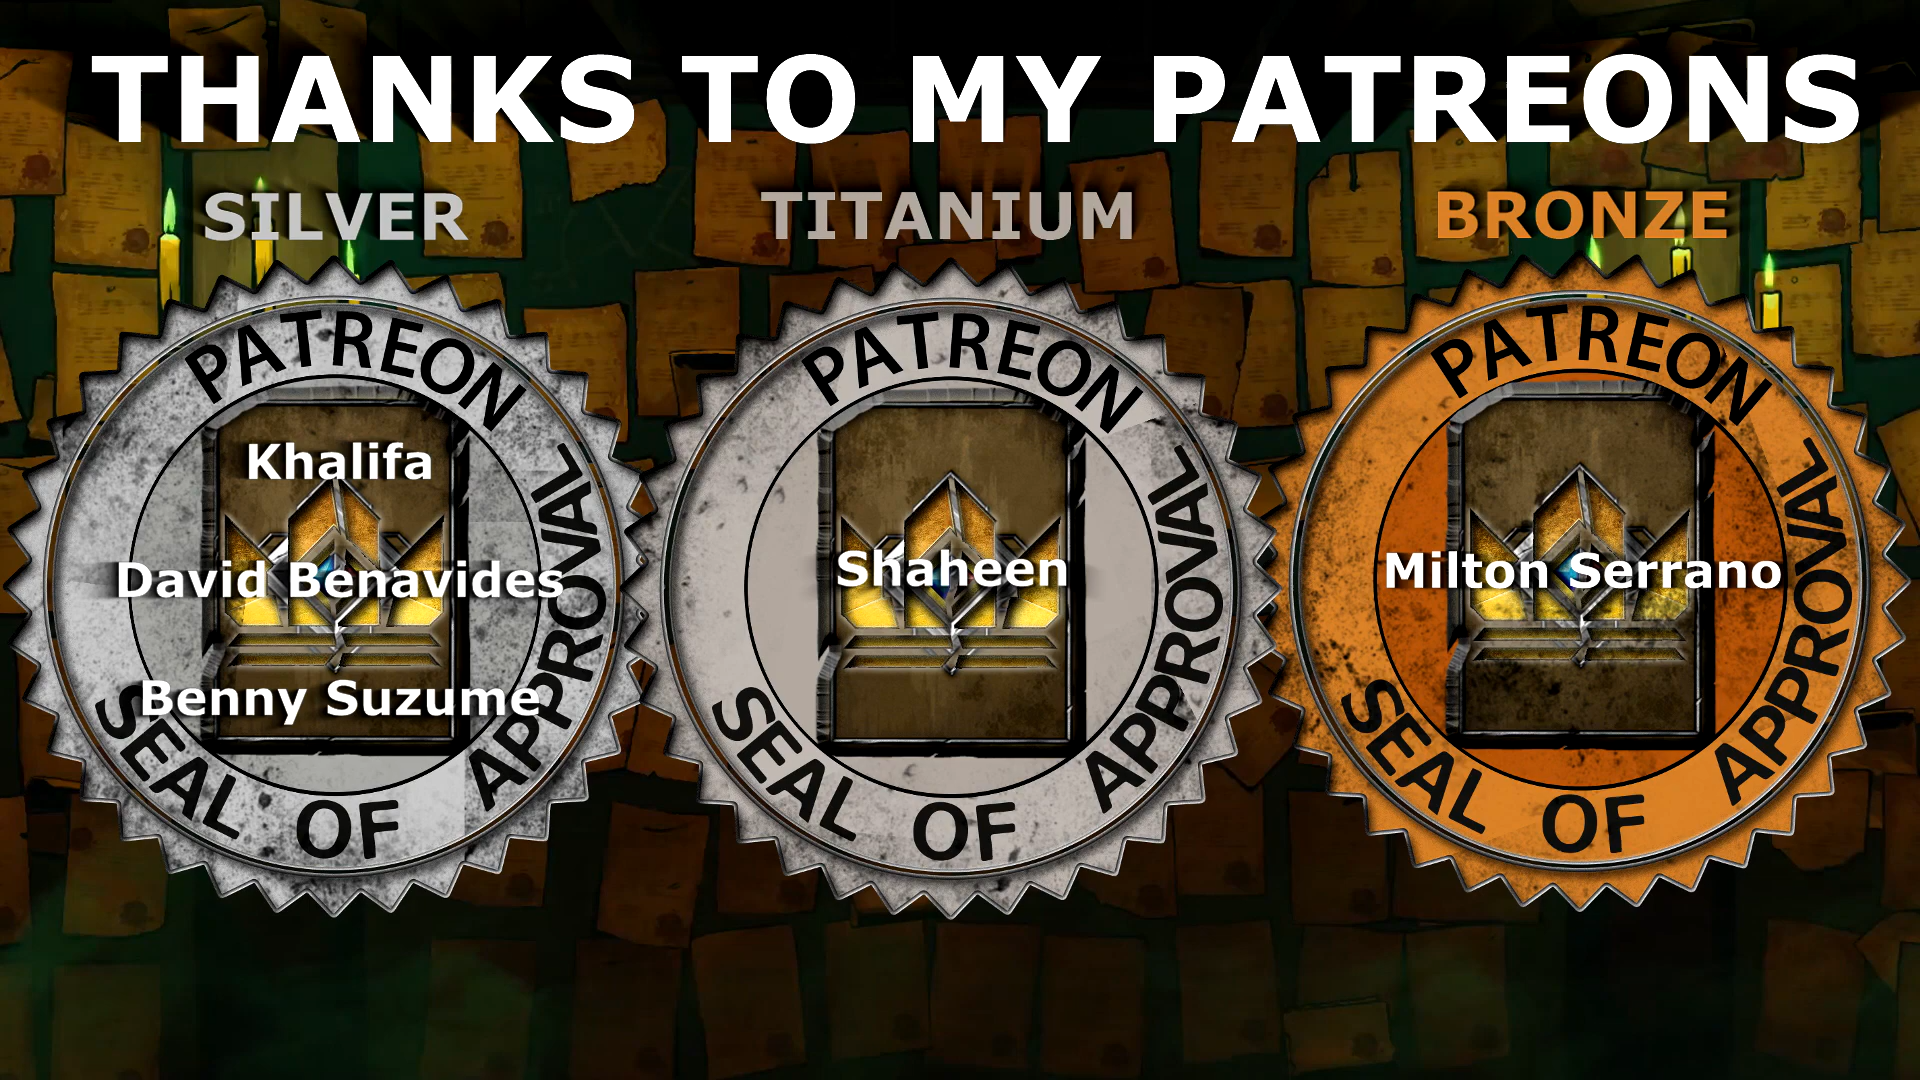 THANKS TO MY PATREONS
SILVER
PATREON
SEAL OF APPROVAL
Khalifa
David Benavides
Benny Suzume
TITANIUM
PATREON
SEAL OF APPROVAL
Shaheen
BRONZE
PATREON
SEAL OF APPROVAL
Milton Serrano